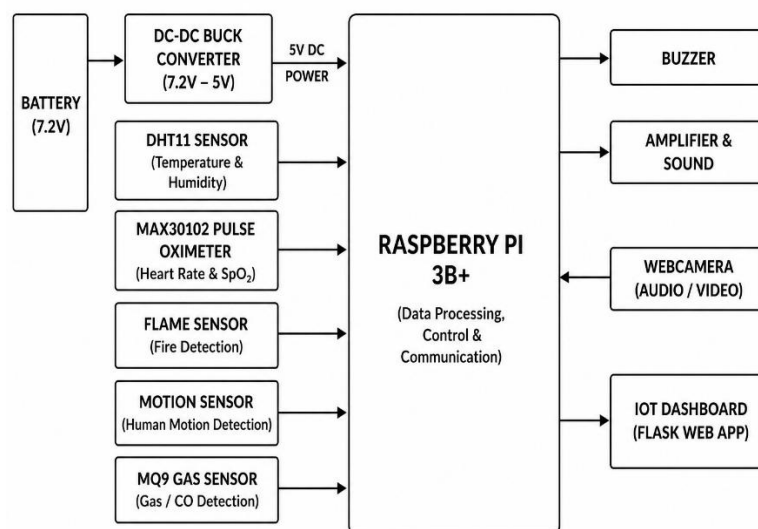 BATTERY
(7.2V)
DC-DC BUCK
CONVERTER
(7.2V – 5V)
5V DC
POWER
DHT11 SENSOR
(Temperature &
Humidity)
MAX30102 PULSE
OXIMETER
(Heart Rate & SpO₂)
FLAME SENSOR
(Fire Detection)
MOTION SENSOR
(Human Motion Detection)
MQ9 GAS SENSOR
(Gas / CO Detection)
RASPBERRY PI
3B+
(Data Processing,
Control &
Communication)
BUZZER
AMPLIFIER &
SOUND
WEBCAMERA
(AUDIO / VIDEO)
IOT DASHBOARD
(FLASK WEB APP)